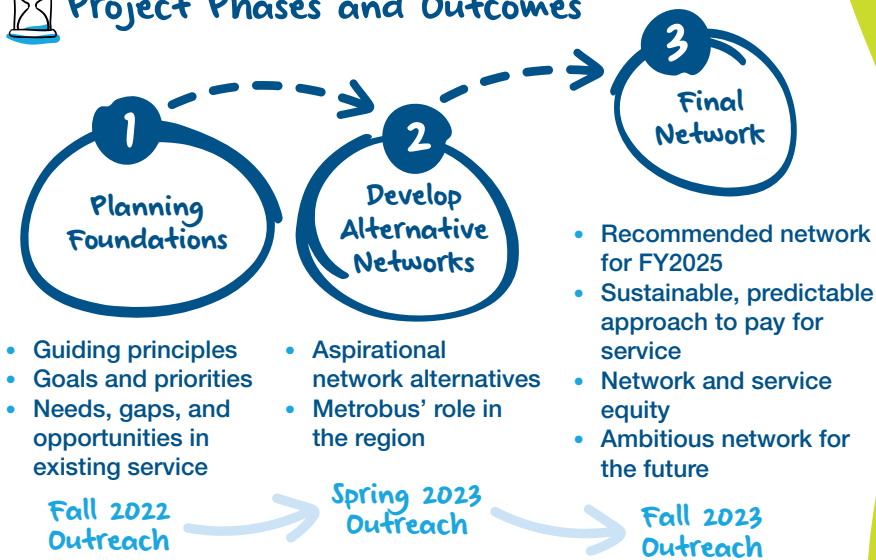 Project Phases and Outcomes
1
Planning
Foundations
• Guiding principles
• Goals and priorities
• Needs, gaps, and
opportunities in
existing service
Fall 2022
Outreach
2
Develop
Alternative
Networks
• Aspirational
network alternatives
• Metrobus’ role in
the region
Spring 2023
Outreach
3
Final
Network
• Recommended network
for FY2025
• Sustainable, predictable
approach to pay for
service
• Network and service
equity
• Ambitious network for
the future
Fall 2023
Outreach